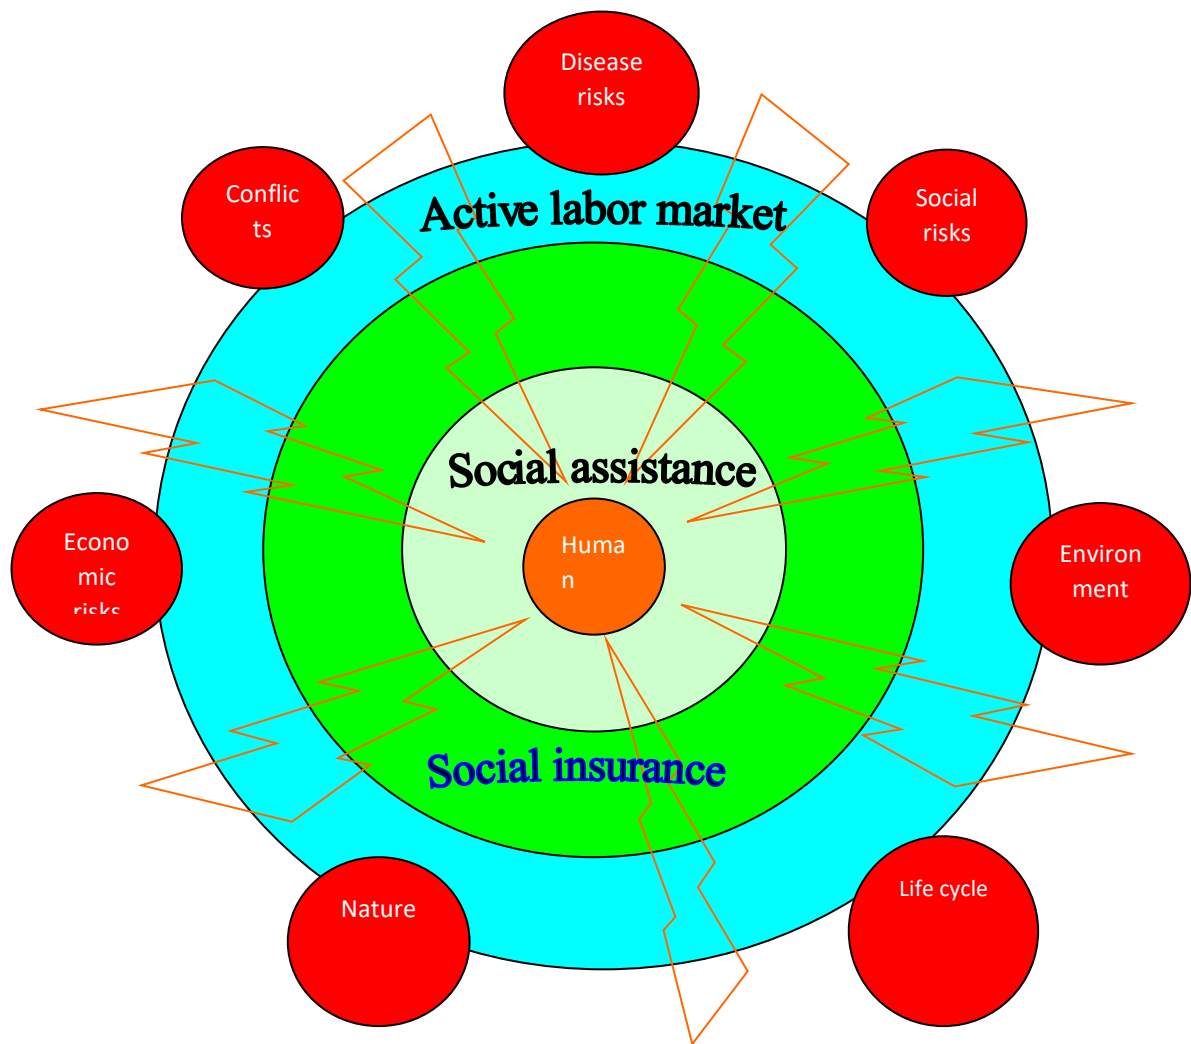 Disease
risks
Conflic
ts
Social
risks
Active labor market
Social assistance
Huma
n
Econo
mic
risks
Environ
ment
Social insurance
Nature
Life cycle